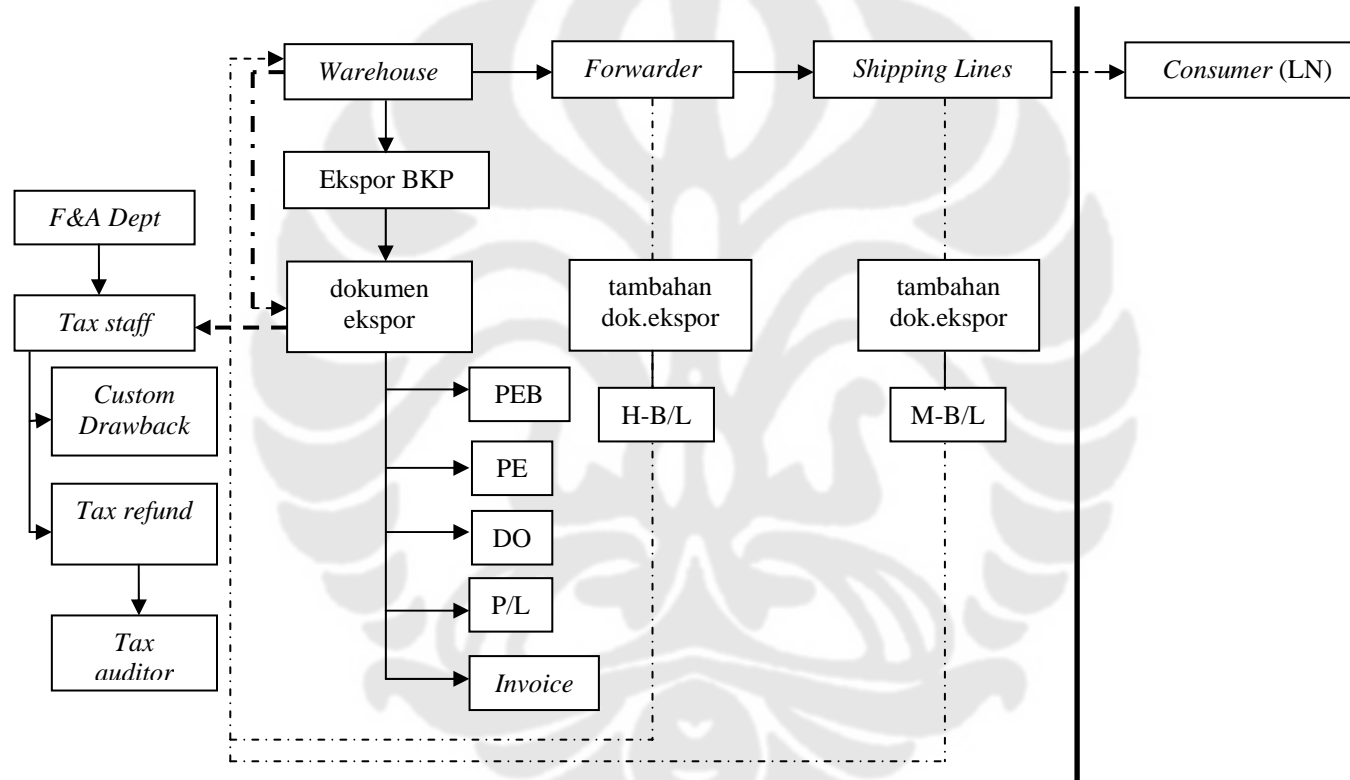 Warehouse
Forwarder
Shipping Lines
Consumer (LN)
Ekspor BKP
F&A Dept
dokumen
ekspor
tambahan
dok.ekspor
tambahan
dok.ekspor
Tax staff
Custom
Drawback
PEB
H-B/L
M-B/L
PE
Tax refund
DO
P/L
Tax
auditor
Invoice